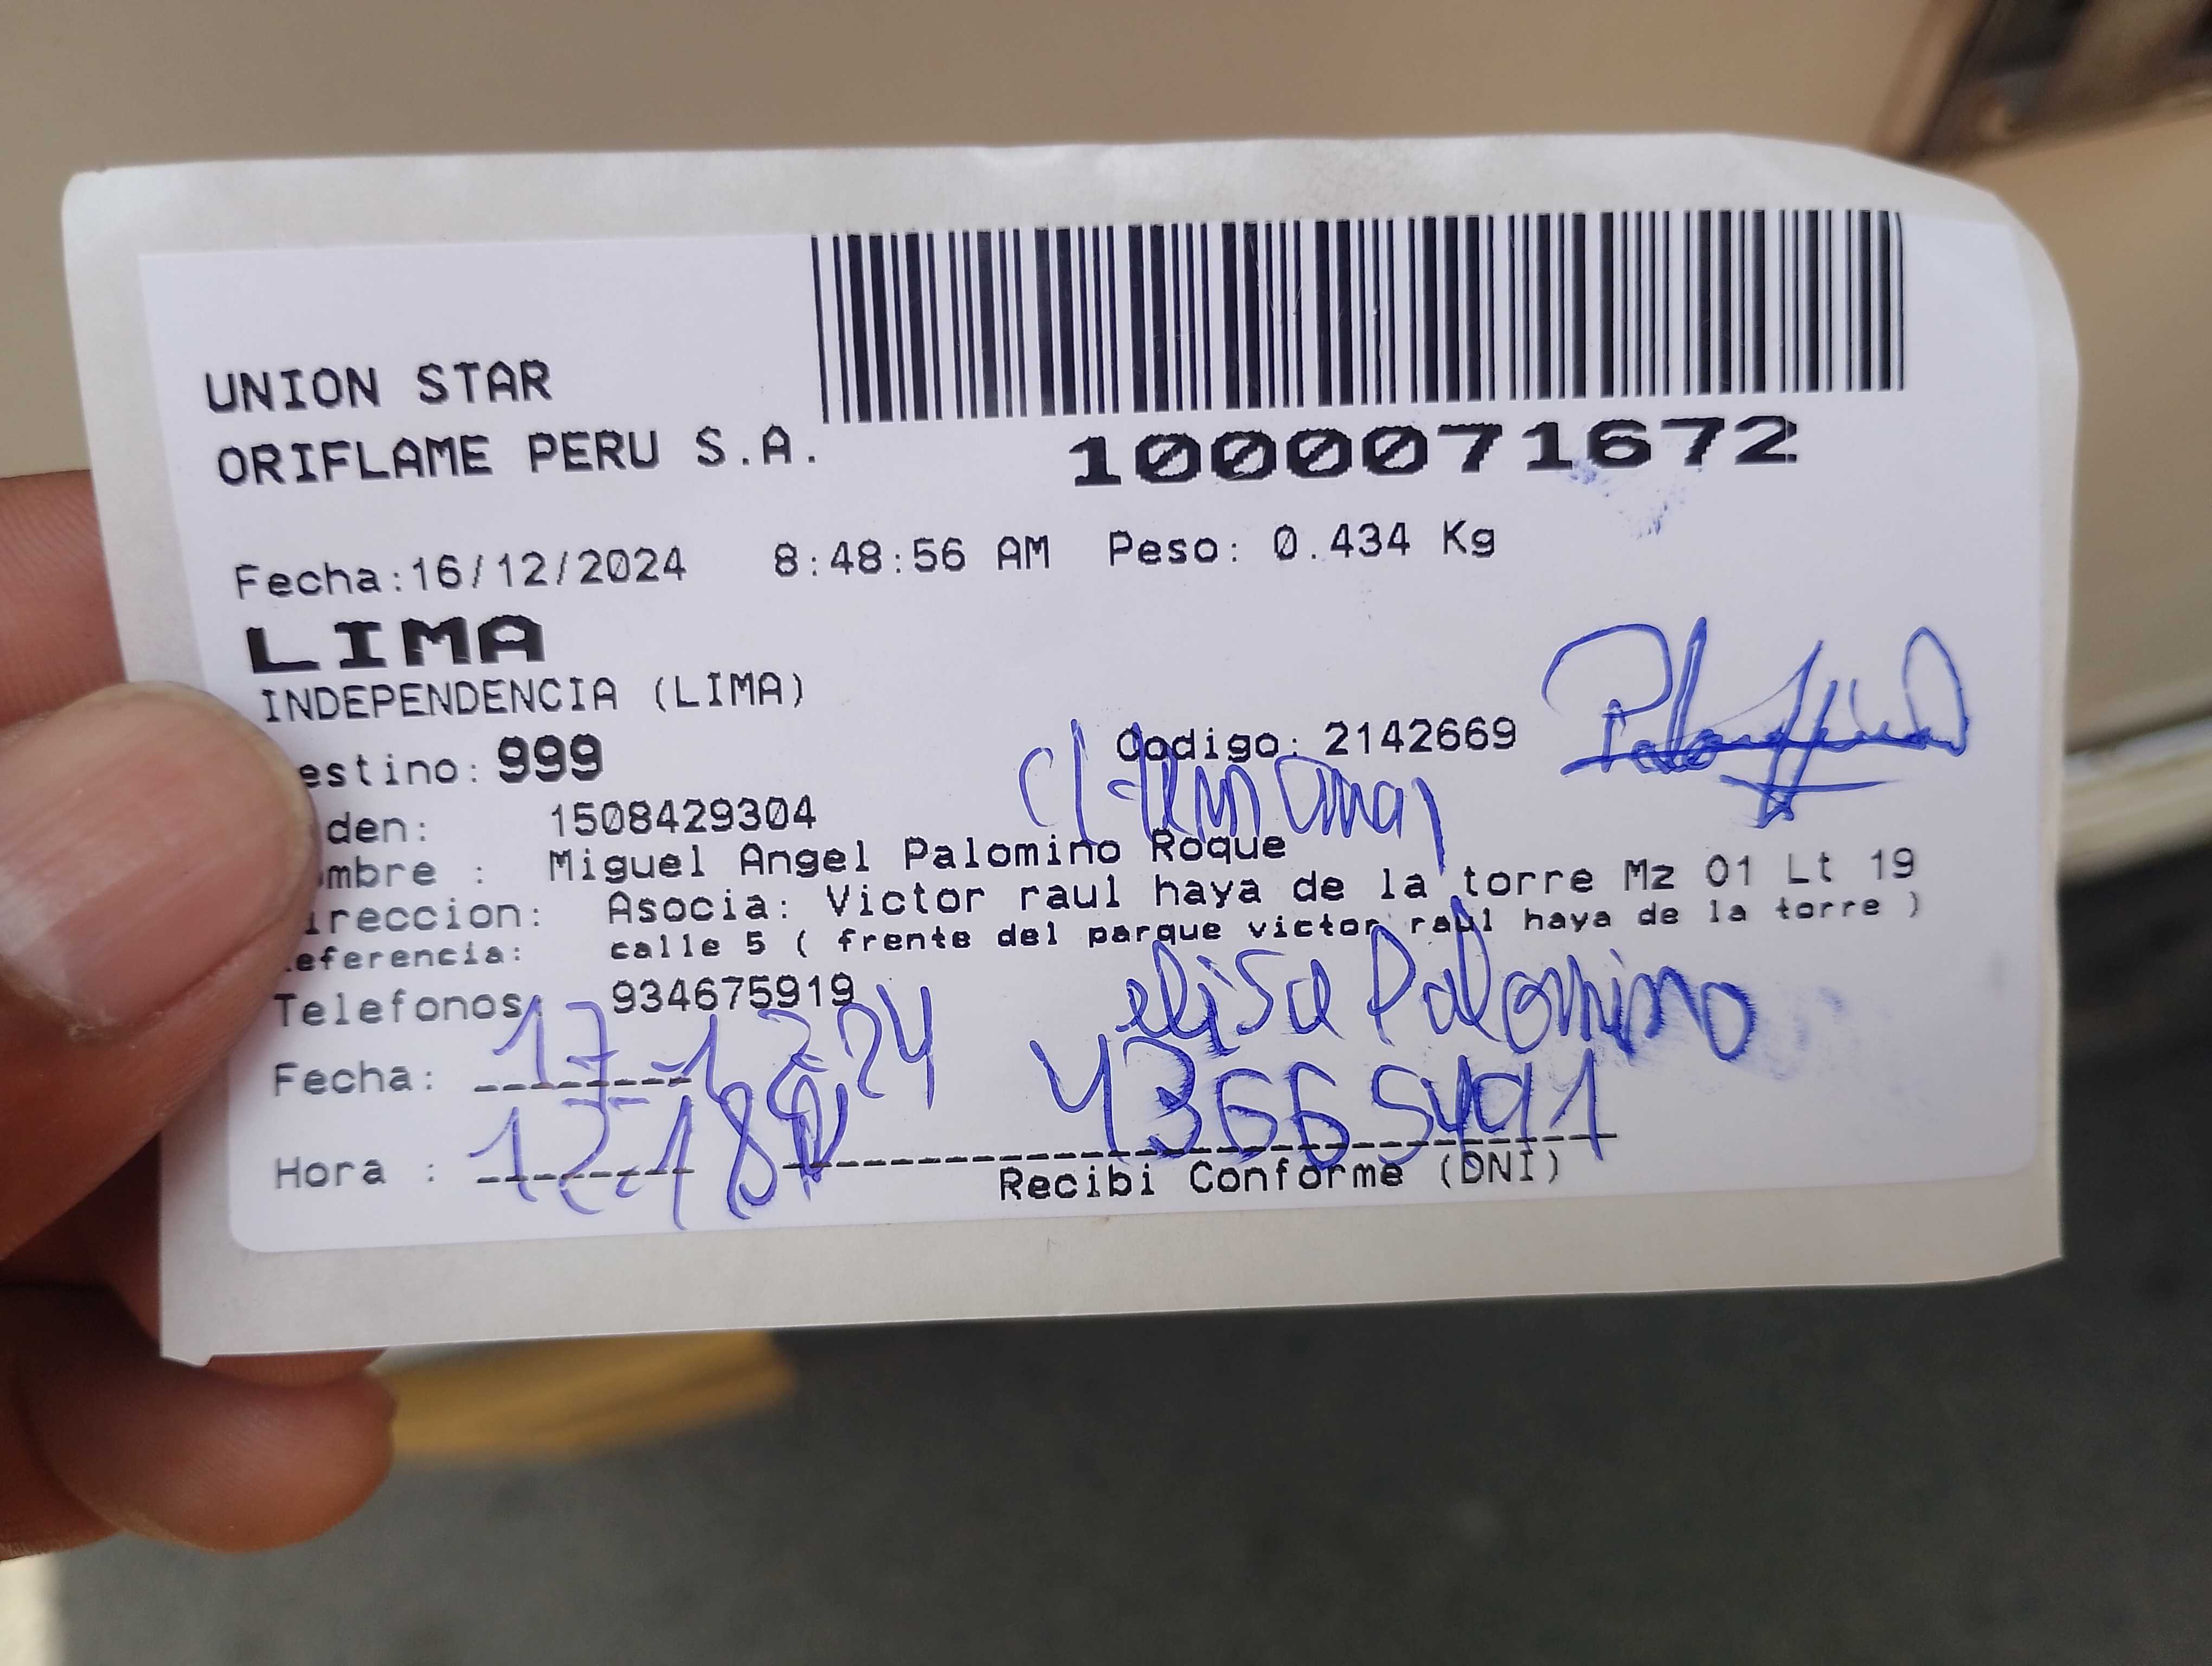 UNION STAR
ORIFLAME PERU S.A.
1000071672
Fecha:16/12/2024 8:48:56 AM Peso: 0.434 Kg
LIMA
INDEPENDENCIA (LIMA)
estino: 999 Codigo: 2142669
den: 1508429304
mbre : Miguel Angel Palomino Roque
ireccion: Asocia: Victor raul haya de la torre Mz 01 Lt 19
eferencia: calle 5 ( frente del parque victor raul haya de la torre )
Telefonos: 934675919
elisa Palomino
Fecha: 17-12-24
43665491
Hora : 12-18
Recibi Conforme (DNI)